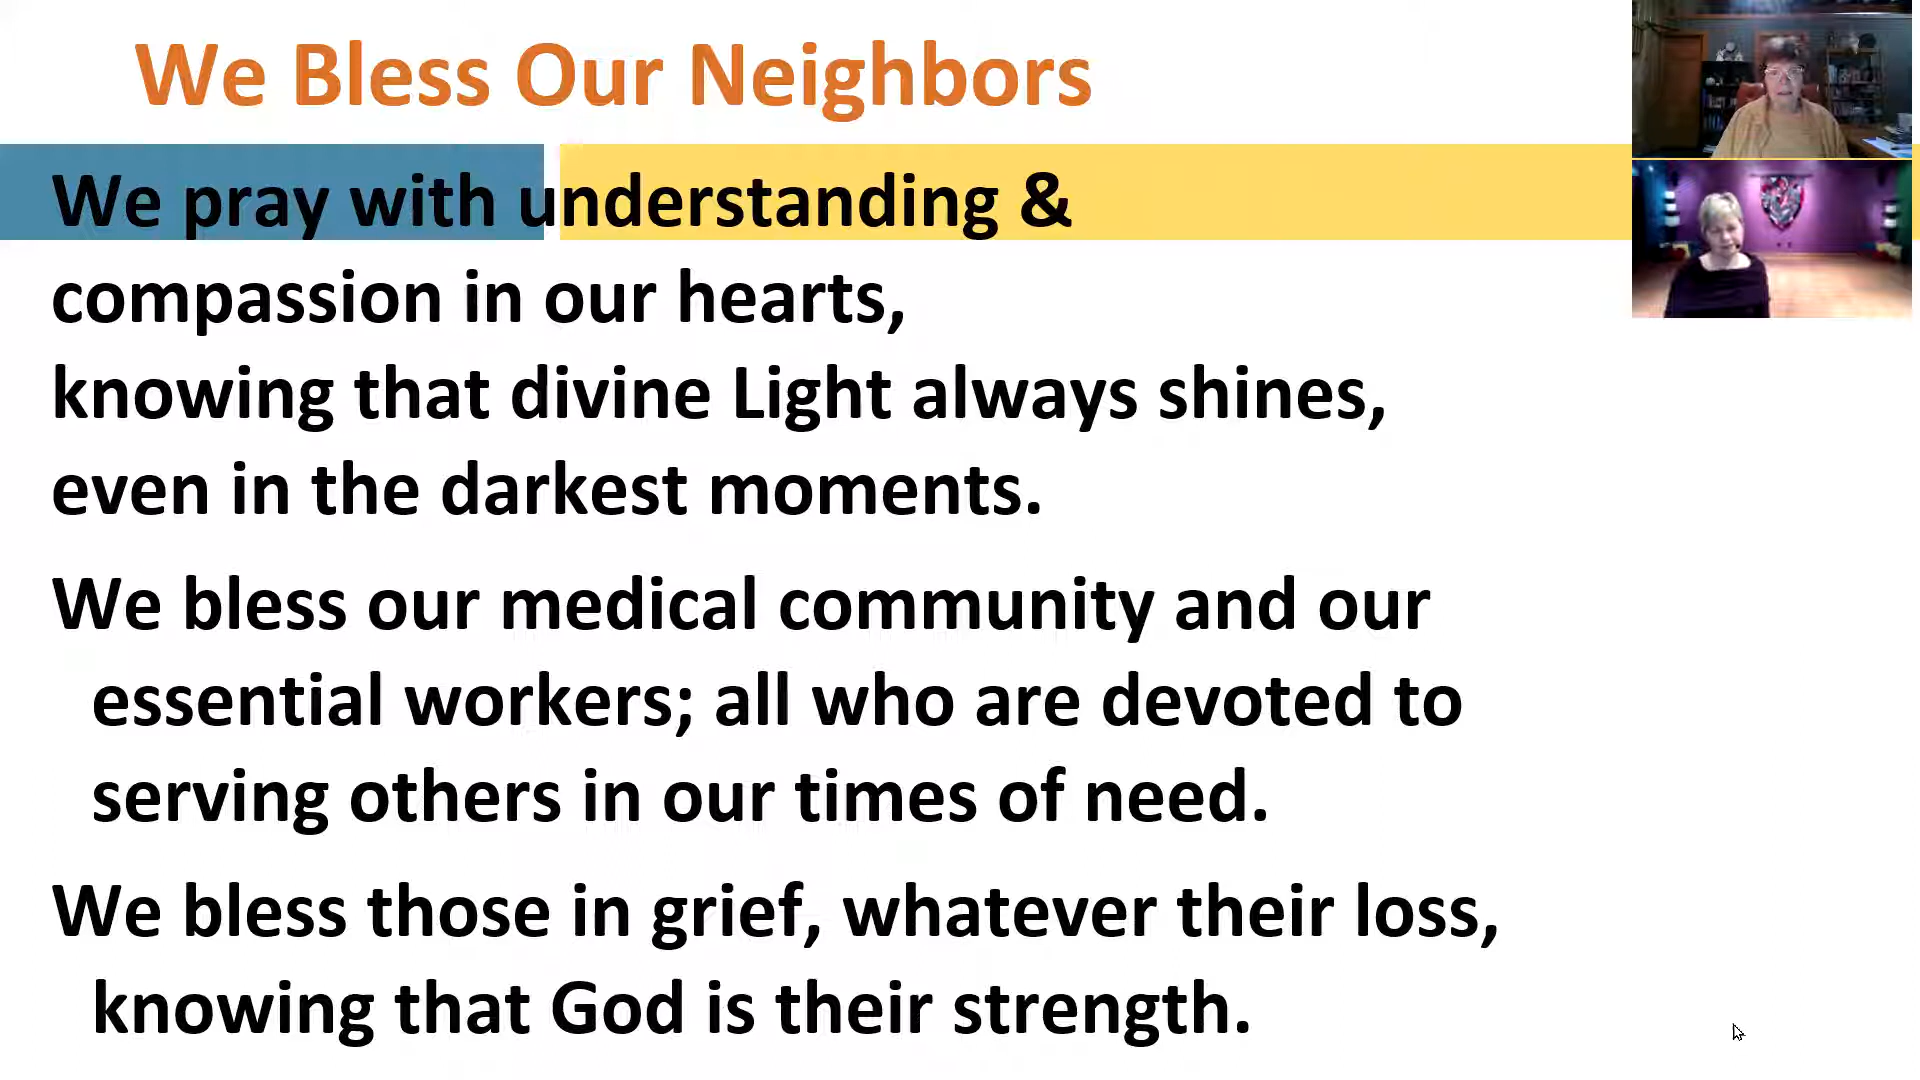 We Bless Our Neighbors
We pray with understanding &
compassion in our hearts,
knowing that divine Light always shines,
even in the darkest moments.
We bless our medical community and our
essential workers; all who are devoted to
serving others in our times of need.
We bless those in grief, whatever their loss,
knowing that God is their strength.